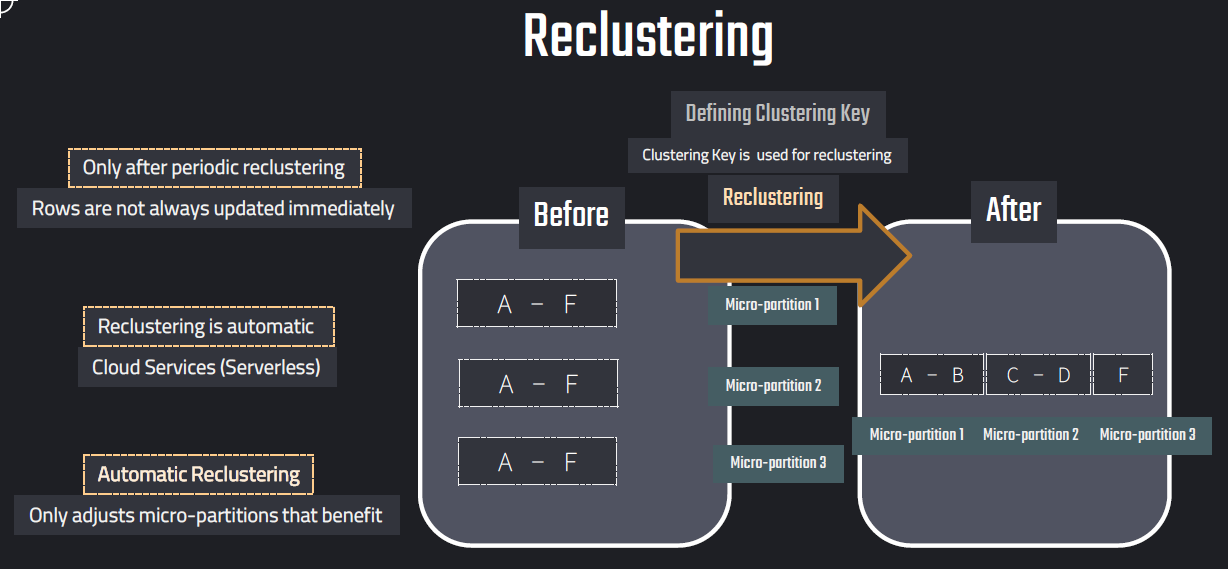 Reclustering
Defining Clustering Key
Clustering Key is used for reclustering
Reclustering
Only after periodic reclustering
Rows are not always updated immediately
Reclustering is automatic
Cloud Services (Serverless)
Automatic Reclustering
Only adjusts micro-partitions that benefit
Before
A – F
Micro-partition 1
A – F
Micro-partition 2
A – F
Micro-partition 3
After
A – B C – D F
Micro-partition 1 Micro-partition 2 Micro-partition 3